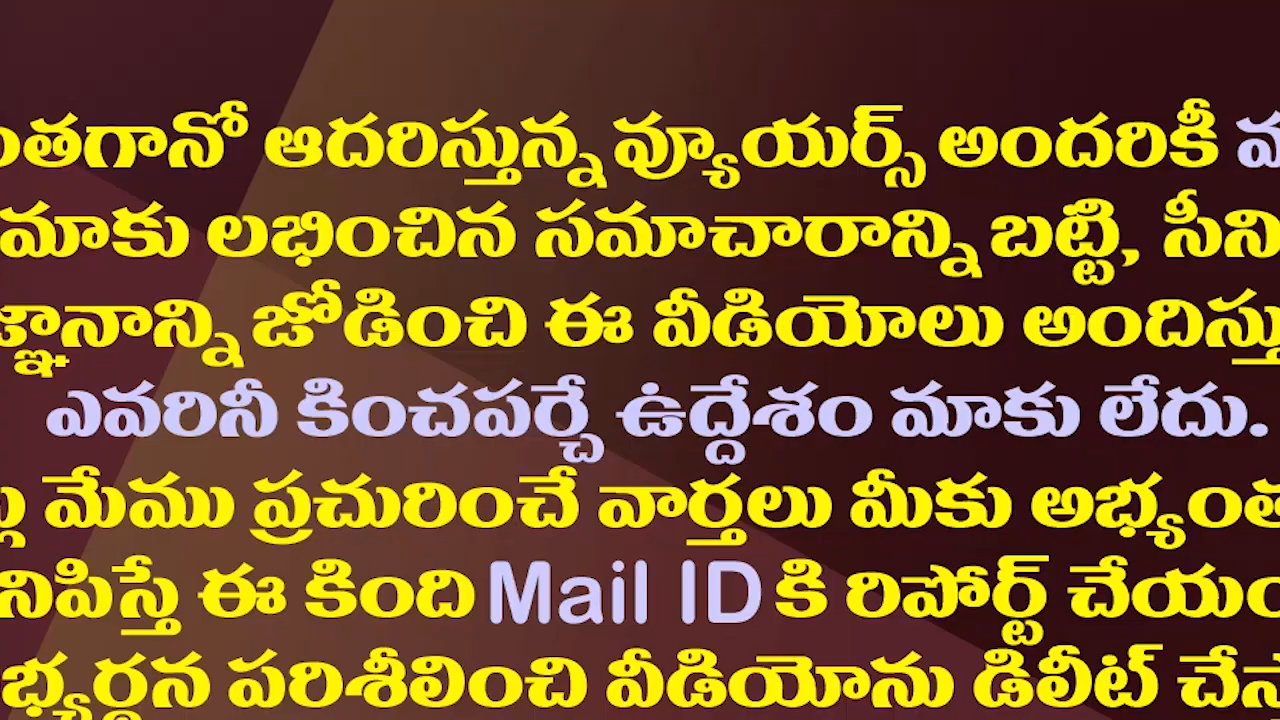 ఆదరిస్తున్న వ్యూయర్స్ అందరికీ
మాకు లభించిన సమాచారాన్ని బట్టి,
జోడించి ఈ వీడియోలు
ఎవరినీ కించపర్చే ఉద్దేశం మాకు లేదు.
మేము ప్రచురించే వార్తలు మీకు
ఈ కింది Mail ID కి రిపోర్ట్
పరిశీలించి వీడియోను డిలీట్